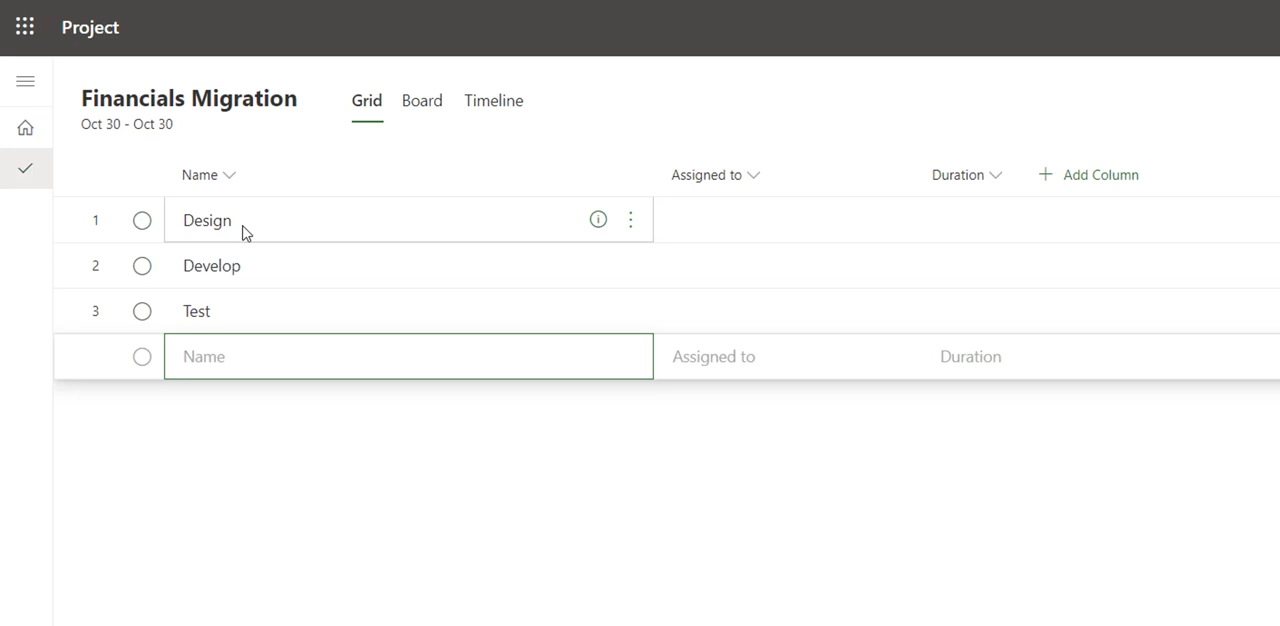 Project
Financials Migration Grid Board Timeline
Oct 30 - Oct 30
Name Assigned to Duration + Add Column
1 Design
2 Develop
3 Test
Name Assigned to Duration